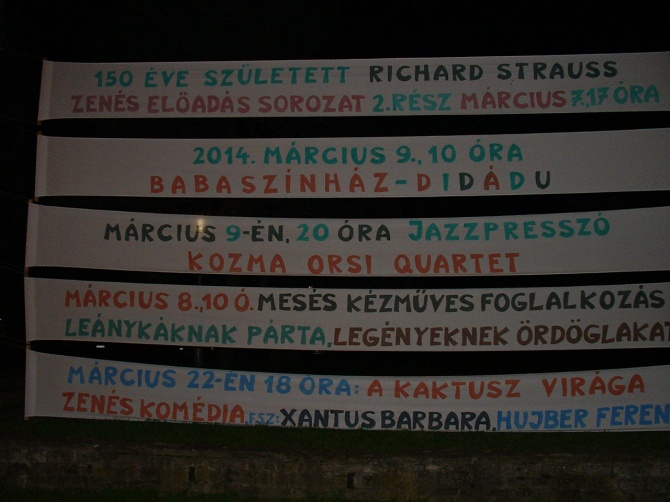 150 ÉVE SZÜLETETT RICHARD STRAUSS
ZENÉS ELŐADÁS SOROZAT 2.RÉSZ MÁRCIUS 7,17 ÓRA
2014. MÁRCIUS 9., 10 ÓRA
BABASZÍNHÁZ-DIDÁDU
MÁRCIUS 9-ÉN, 20 ÓRA JAZZPRESSZÓ
KOZMA ORSI QUARTET
MÁRCIUS 8.,10 Ó. MESÉS KÉZMŰVES FOGLALKOZÁS
LEÁNYKÁKNAK PÁRTA, LEGÉNYEKNEK ÖRDÖGLAKAT
MÁRCIUS 22-ÉN 18 ÓRA: A KAKTUSZ VIRÁGA
ZENÉS KOMÉDIA, FSZ: XANTUS BARBARA, HUJBER FEREN